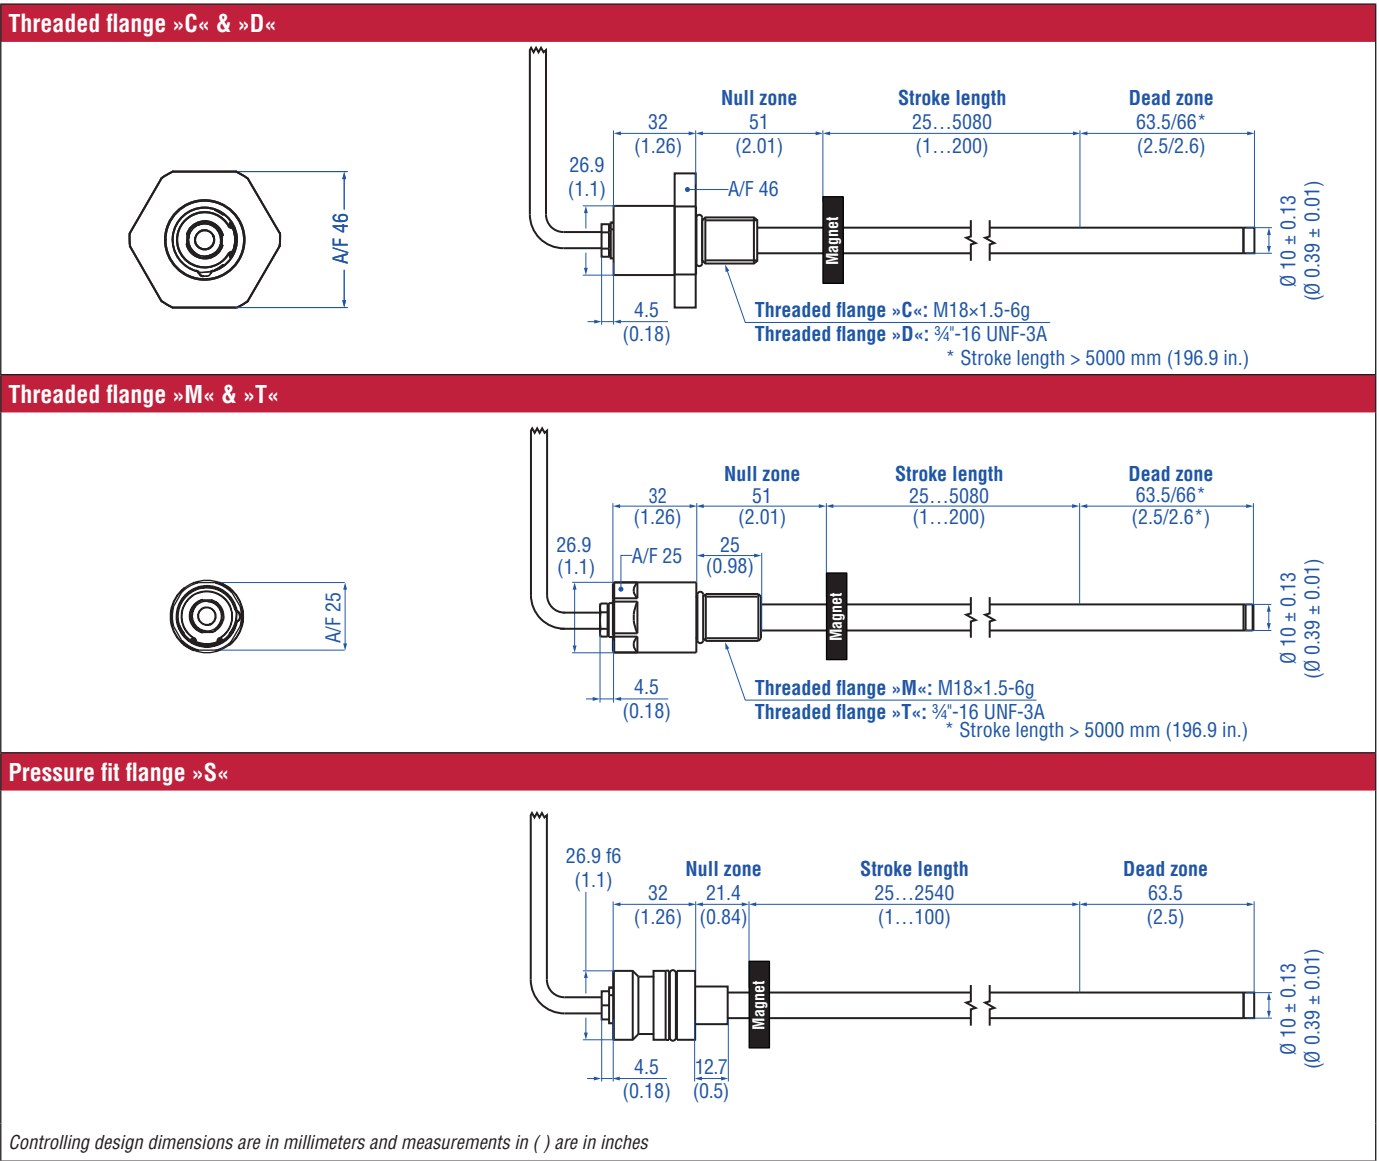 Threaded flange »C« & »D«
Null zone
Stroke length
Dead zone
32
51
25…5080
63.5/66*
(1.26)
(2.01)
(1…200)
(2.5/2.6)
26.9
(1.1)
A/F 46
A/F 46
Magnet
Ø 10 ± 0.13
(Ø 0.39 ± 0.01)
4.5
(0.18)
Threaded flange »C«: M18×1.5-6g
Threaded flange »D«: ¾"-16 UNF-3A
* Stroke length > 5000 mm (196.9 in.)
Threaded flange »M« & »T«
Null zone
Stroke length
Dead zone
32
51
25…5080
63.5/66*
(1.26)
(2.01)
(1…200)
(2.5/2.6*)
26.9
(1.1)
A/F 25
25
(0.98)
A/F 25
Magnet
Ø 10 ± 0.13
(Ø 0.39 ± 0.01)
4.5
(0.18)
Threaded flange »M«: M18×1.5-6g
Threaded flange »T«: ¾"-16 UNF-3A
* Stroke length > 5000 mm (196.9 in.)
Pressure fit flange »S«
26.9 f6
(1.1)
Null zone
Stroke length
Dead zone
32
21.4
25…2540
63.5
(1.26)
(0.84)
(1…100)
(2.5)
Magnet
Ø 10 ± 0.13
(Ø 0.39 ± 0.01)
4.5
(0.18)
12.7
(0.5)
Controlling design dimensions are in millimeters and measurements in ( ) are in inches